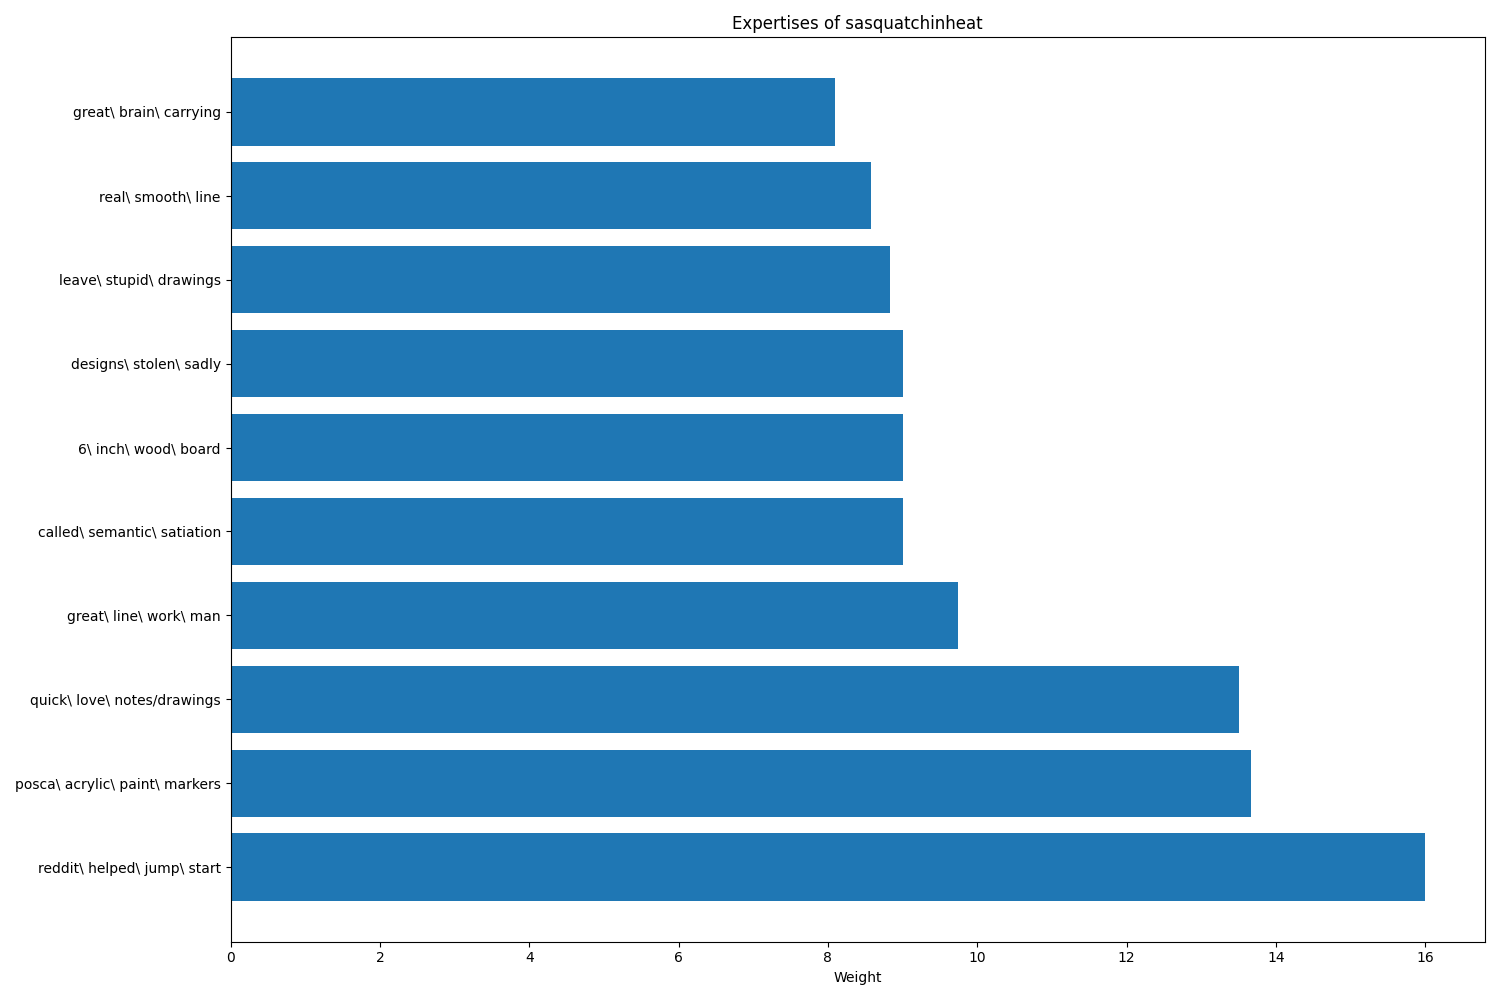 Expertises of sasquatchinheat
great\ brain\ carrying
real\ smooth\ line
leave\ stupid\ drawings
designs\ stolen\ sadly
6\ inch\ wood\ board
called\ semantic\ satiation
great\ line\ work\ man
quick\ love\ notes/drawings
posca\ acrylic\ paint\ markers
reddit\ helped\ jump\ start
0 2 4 6 8 10 12 14 16
Weight